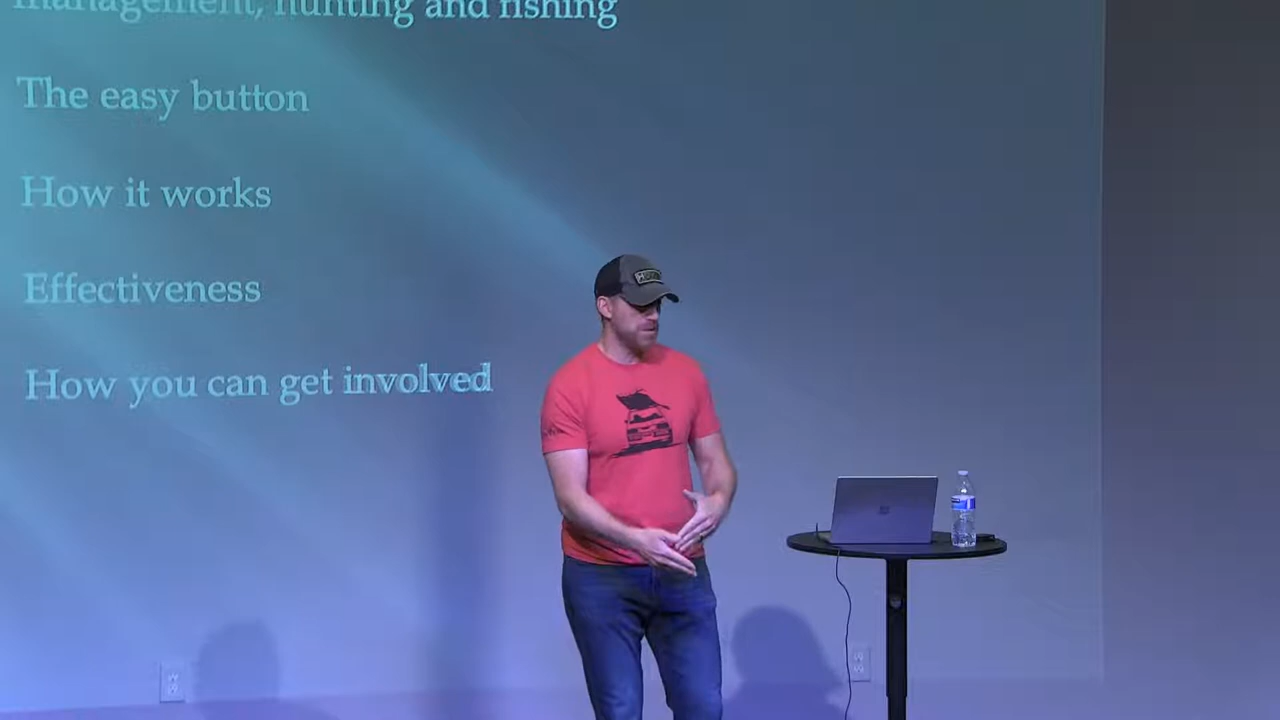 management, hunting and fishing
The easy button
How it works
Effectiveness
How you can get involved